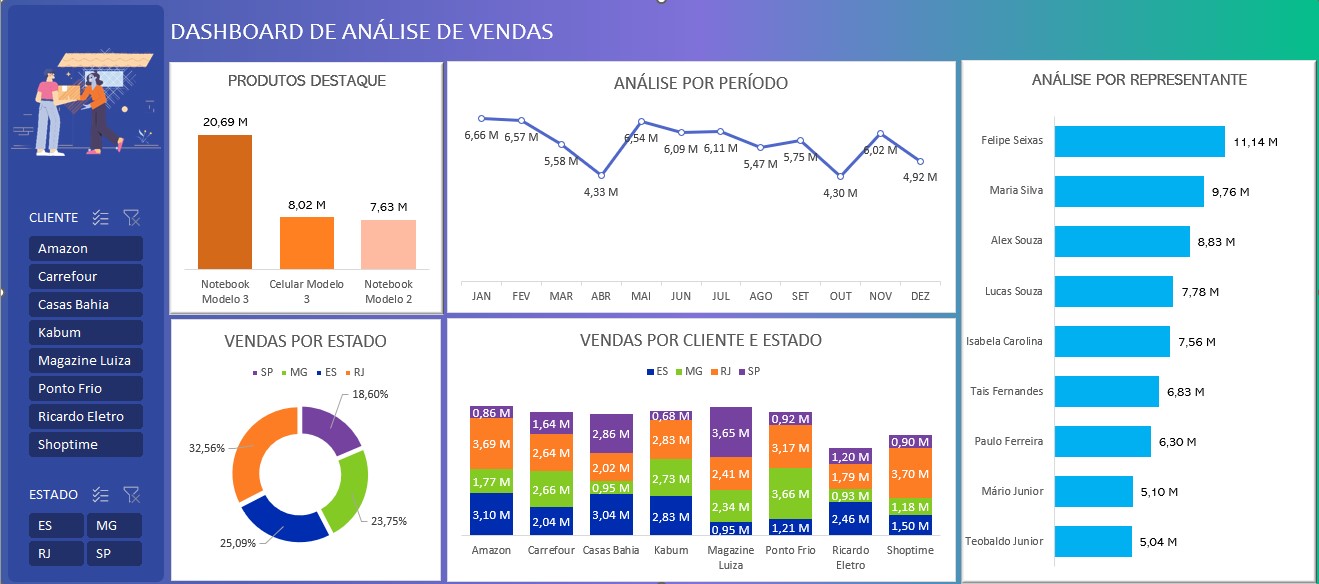 DASHBOARD DE ANÁLISE DE VENDAS
CLIENTE
Amazon
Carrefour
Casas Bahia
Kabum
Magazine Luiza
Ponto Frio
Ricardo Eletro
Shoptime
ESTADO
ES MG
RJ SP
PRODUTOS DESTAQUE
20,69 M
8,02 M
7,63 M
Notebook Celular Modelo Notebook
Modelo 3 3 Modelo 2
ANÁLISE POR PERÍODO
6,66 M 6,57 M 5,58 M 4,33 M 6,54 M 6,09 M 6,11 M 5,47 M 5,75 M 4,30 M 6,02 M 4,92 M
JAN FEV MAR ABR MAI JUN JUL AGO SET OUT NOV DEZ
VENDAS POR ESTADO
SP MG ES RJ
18,60%
32,56%
23,75%
25,09%
VENDAS POR CLIENTE E ESTADO
ES MG RJ SP
0,86 M 1,64 M 2,86 M 0,68 M 3,65 M 0,92 M 1,20 M 0,90 M
3,69 M 2,64 M 2,02 M 2,83 M 2,41 M 3,17 M 1,79 M 3,70 M
1,77 M 2,66 M 0,95 M 2,73 M 2,34 M 3,66 M 0,93 M 1,18 M
3,10 M 2,04 M 3,04 M 2,83 M 0,95 M 1,21 M 2,46 M 1,50 M
Amazon Carrefour Casas Bahia Kabum Magazine Ponto Frio Ricardo Shoptime
Luiza Eletro
ANÁLISE POR REPRESENTANTE
Felipe Seixas 11,14 M
Maria Silva 9,76 M
Alex Souza 8,83 M
Lucas Souza 7,78 M
Isabela Carolina 7,56 M
Tais Fernandes 6,83 M
Paulo Ferreira 6,30 M
Mário Junior 5,10 M
Teobaldo Junior 5,04 M